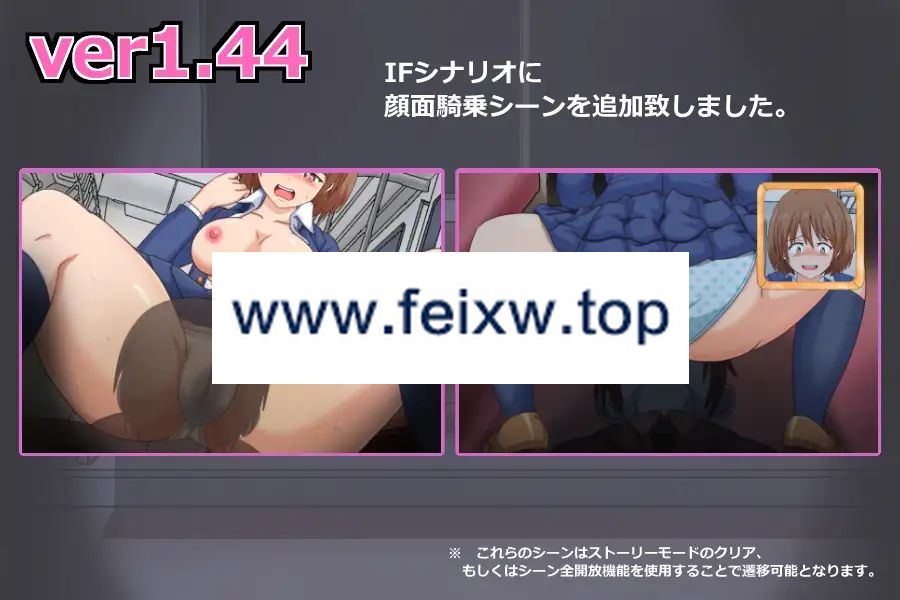 ver1.44
IFシナリオに
顔面騎乗シーンを追加致しました。
www.feixw.top
※　これらのシーンはストーリーモードのクリア、
もしくはシーン全開放機能を使用することで遷移可能となります。